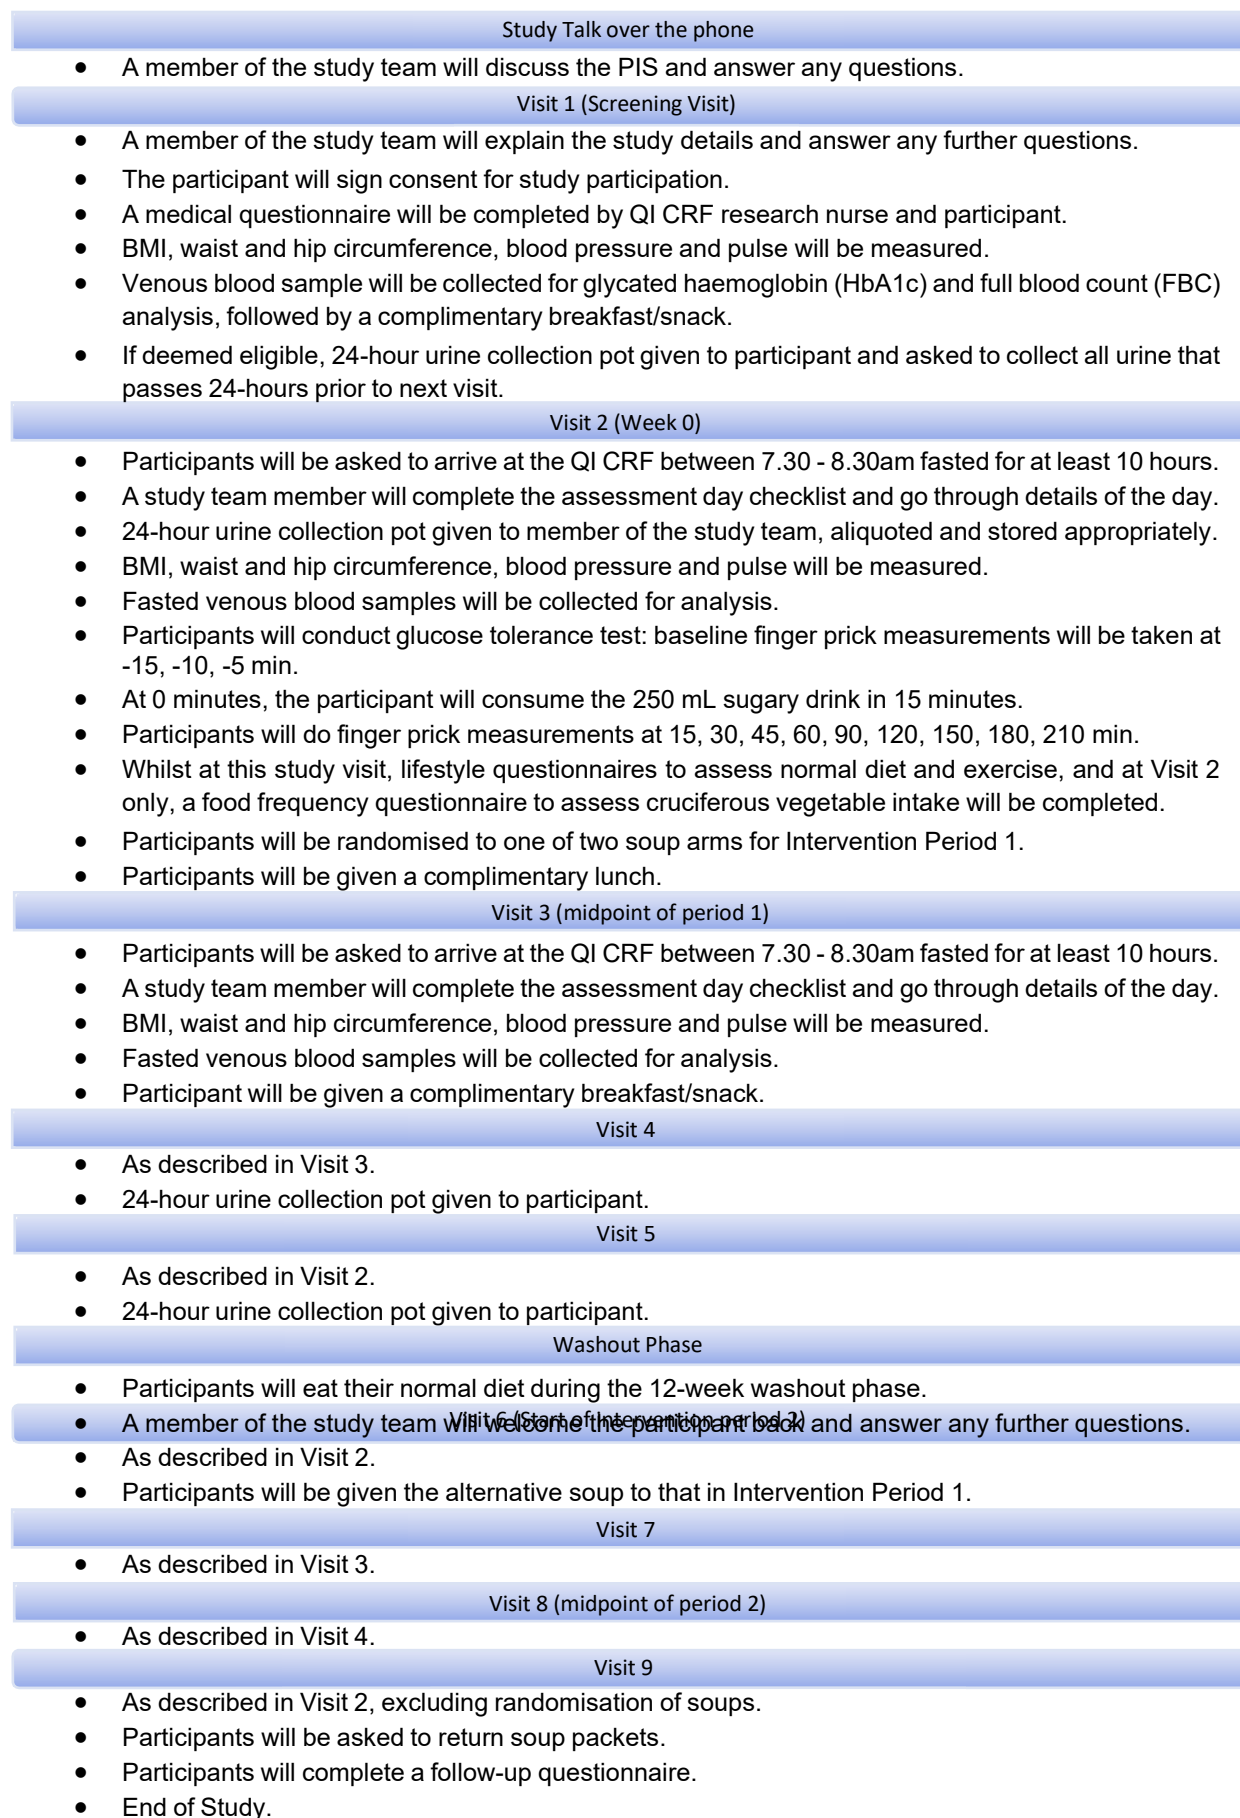 Study Talk over the phone
• A member of the study team will discuss the PIS and answer any questions.
Visit 1 (Screening Visit)
• A member of the study team will explain the study details and answer any further questions.
• The participant will sign consent for study participation.
• A medical questionnaire will be completed by QI CRF research nurse and participant.
• BMI, waist and hip circumference, blood pressure and pulse will be measured.
• Venous blood sample will be collected for glycated haemoglobin (HbA1c) and full blood count (FBC)
analysis, followed by a complimentary breakfast/snack.
• If deemed eligible, 24-hour urine collection pot given to participant and asked to collect all urine that
passes 24-hours prior to next visit.
Visit 2 (Week 0)
• Participants will be asked to arrive at the QI CRF between 7.30 - 8.30am fasted for at least 10 hours.
• A study team member will complete the assessment day checklist and go through details of the day.
• 24-hour urine collection pot given to member of the study team, aliquoted and stored appropriately.
• BMI, waist and hip circumference, blood pressure and pulse will be measured.
• Fasted venous blood samples will be collected for analysis.
• Participants will conduct glucose tolerance test: baseline finger prick measurements will be taken at
-15, -10, -5 min.
• At 0 minutes, the participant will consume the 250 mL sugary drink in 15 minutes.
• Participants will do finger prick measurements at 15, 30, 45, 60, 90, 120, 150, 180, 210 min.
• Whilst at this study visit, lifestyle questionnaires to assess normal diet and exercise, and at Visit 2
only, a food frequency questionnaire to assess cruciferous vegetable intake will be completed.
• Participants will be randomised to one of two soup arms for Intervention Period 1.
• Participants will be given a complimentary lunch.
Visit 3 (midpoint of period 1)
• Participants will be asked to arrive at the QI CRF between 7.30 - 8.30am fasted for at least 10 hours.
• A study team member will complete the assessment day checklist and go through details of the day.
• BMI, waist and hip circumference, blood pressure and pulse will be measured.
• Fasted venous blood samples will be collected for analysis.
• Participant will be given a complimentary breakfast/snack.
Visit 4
• As described in Visit 3.
• 24-hour urine collection pot given to participant.
Visit 5
• As described in Visit 2.
• 24-hour urine collection pot given to participant.
Washout Phase
• Participants will eat their normal diet during the 12-week washout phase.
Visit 6 (Start of Intervention period 2)
• A member of the study team will welcome the participant back and answer any further questions.
• As described in Visit 2.
• Participants will be given the alternative soup to that in Intervention Period 1.
Visit 7
• As described in Visit 3.
Visit 8 (midpoint of period 2)
• As described in Visit 4.
Visit 9
• As described in Visit 2, excluding randomisation of soups.
• Participants will be asked to return soup packets.
• Participants will complete a follow-up questionnaire.
• End of Study.